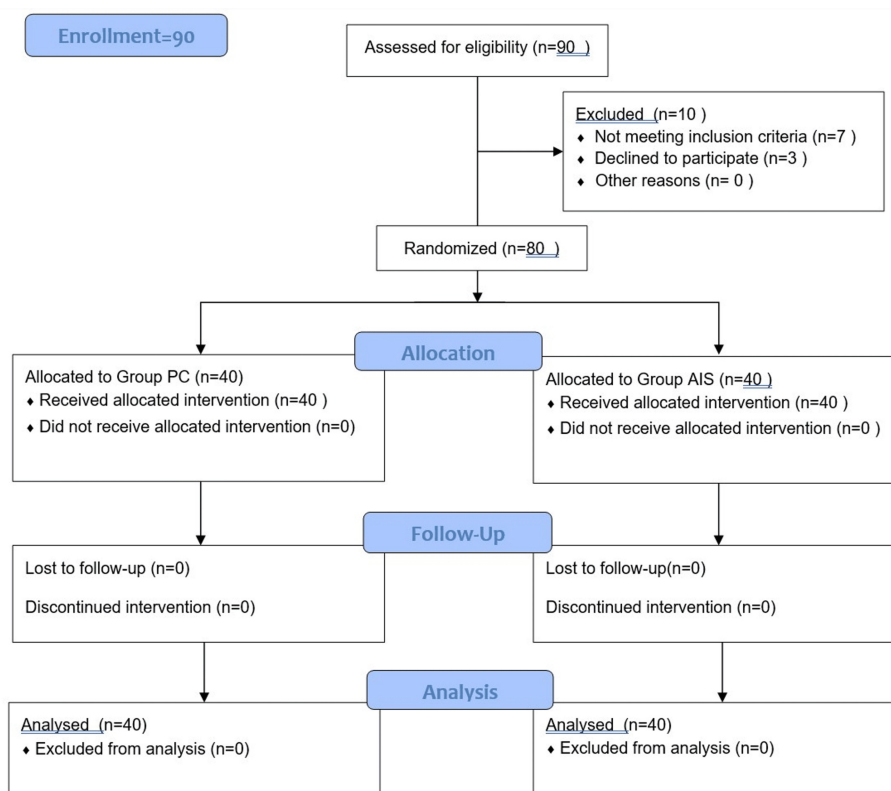 Enrollment=90
Assessed for eligibility (n=90 )
Excluded (n=10 )
♦ Not meeting inclusion criteria (n=7 )
♦ Declined to participate (n=3 )
♦ Other reasons (n= 0 )
Randomized (n=80 )
Allocation
Allocated to Group PC (n=40)
♦ Received allocated intervention (n=40 )
♦ Did not receive allocated intervention (n=0)
Allocated to Group AIS (n=40 )
♦ Received allocated intervention (n=40 )
♦ Did not receive allocated intervention (n=0 )
Follow-Up
Lost to follow-up (n=0)
Discontinued intervention (n=0)
Lost to follow-up(n=0)
Discontinued intervention (n=0)
Analysis
Analysed (n=40)
♦ Excluded from analysis (n=0)
Analysed (n=40)
♦ Excluded from analysis (n=0)